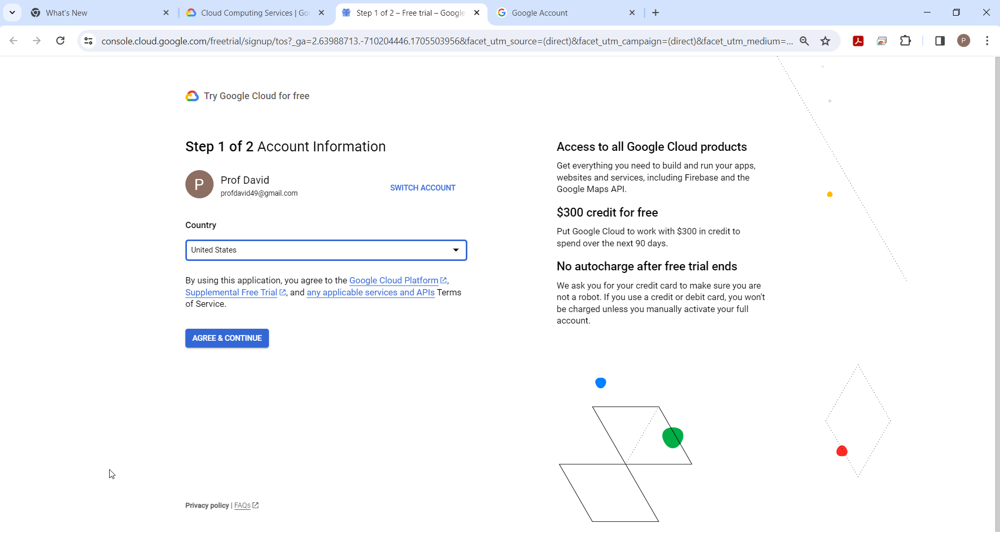 What's New
Cloud Computing Services | Go
Step 1 of 2 – Free trial – Google
Google Account
console.cloud.google.com/freetrial/signup/tos?_ga=2.63988713.-710204446.1705503956&facet_utm_source=(direct)&facet_utm_campaign=(direct)&facet_utm_medium=...
P
Try Google Cloud for free
Step 1 of 2 Account Information
P
Prof David
profdavid49@gmail.com
SWITCH ACCOUNT
Country
United States
By using this application, you agree to the Google Cloud Platform,
Supplemental Free Trial, and any applicable services and APIs Terms
of Service.
AGREE & CONTINUE
Access to all Google Cloud products
Get everything you need to build and run your apps,
websites and services, including Firebase and the
Google Maps API.
$300 credit for free
Put Google Cloud to work with $300 in credit to
spend over the next 90 days.
No autocharge after free trial ends
We ask you for your credit card to make sure you are
not a robot. If you use a credit or debit card, you won't
be charged unless you manually activate your full
account.
Privacy policy | FAQs